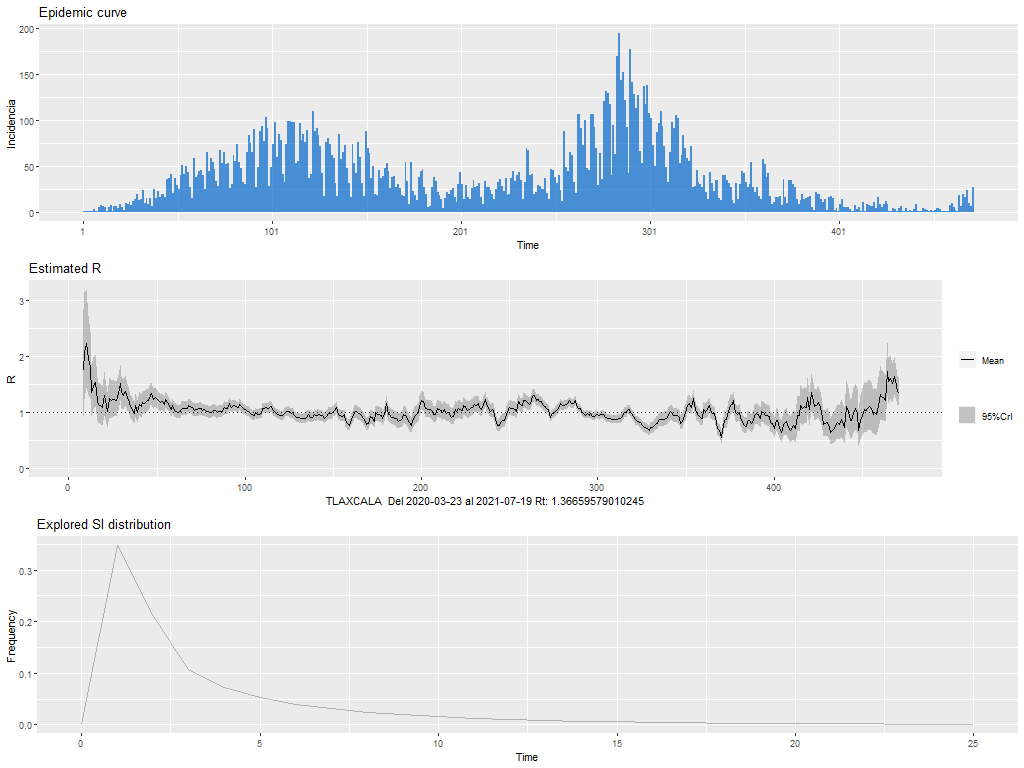 Epidemic curve
200
150
100
50
0
Incidencia
1
101
201
301
401
Time
Estimated R
3
2
1
0
R
0
100
200
300
400
TLAXCALA Del 2020-03-23 al 2021-07-19 Rt: 1.36659579010245
Mean
95%CrI
Explored SI distribution
0.3
0.2
0.1
0.0
Frequency
0
5
10
15
20
25
Time